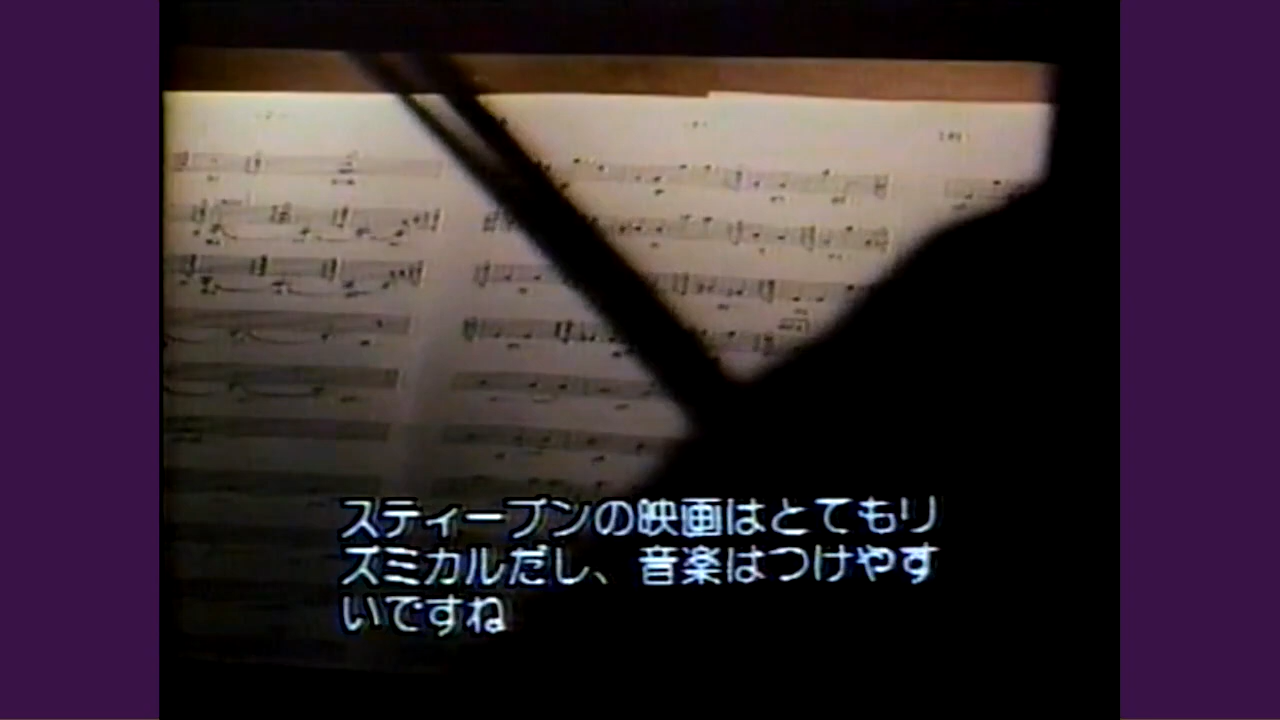 スティーブンの映画はとてもリ
ズミカルだし、音楽はつけやす
いですね